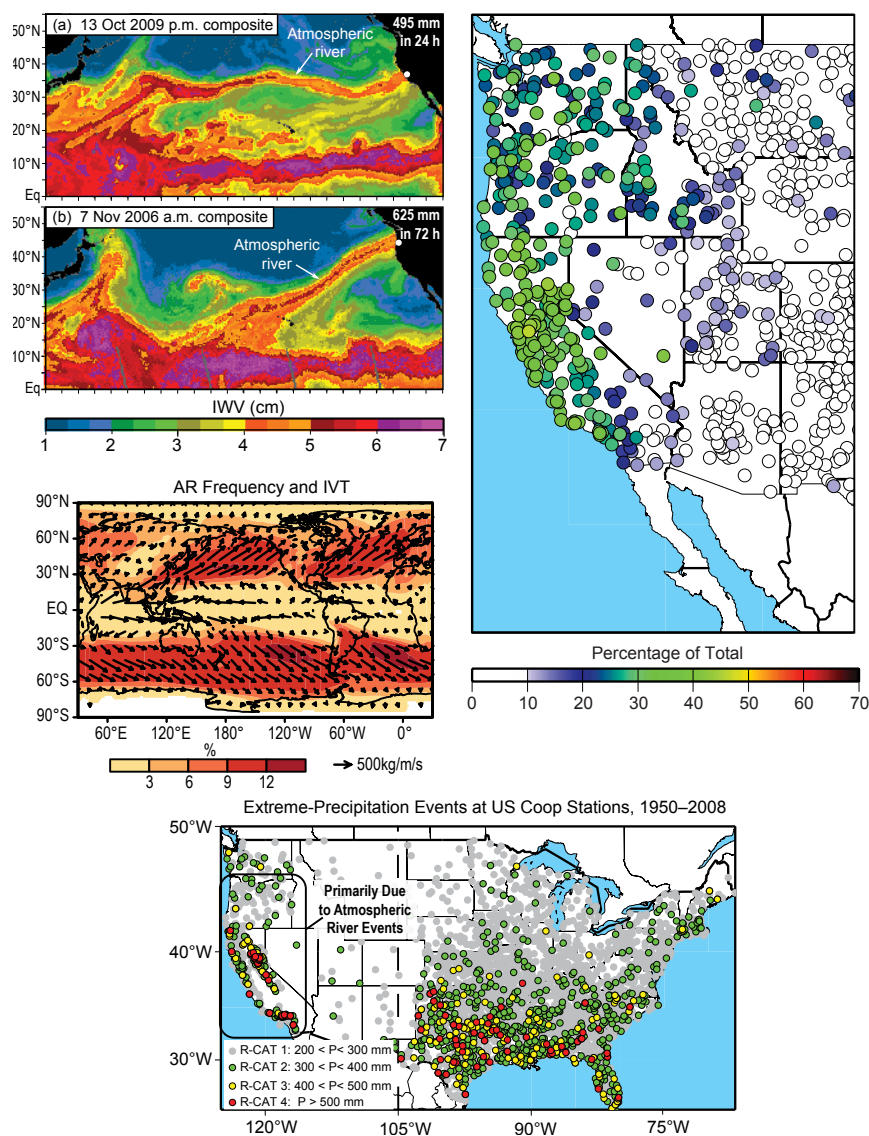 (a) 13 Oct 2009 p.m. composite
495 mm
in 24 h
Atmospheric
river
50°N
40°N
30°N
20°N
10°N
Eq
(b) 7 Nov 2006 a.m. composite
625 mm
in 72 h
Atmospheric
river
50°N
40°N
30°N
20°N
10°N
Eq
IWV (cm)
1 2 3 4 5 6 7
AR Frequency and IVT
90°N
60°N
30°N
EQ
30°S
60°S
90°S
60°E 120°E 180° 120°W 60°W 0°
%
3 6 9 12
500kg/m/s
Percentage of Total
0 10 20 30 40 50 60 70
Extreme-Precipitation Events at US Coop Stations, 1950–2008
50°W
40°W
30°W
Primarily Due
to Atmospheric
River Events
R-CAT 1: 200 < P< 300 mm
R-CAT 2: 300 < P< 400 mm
R-CAT 3: 400 < P< 500 mm
R-CAT 4: P > 500 mm
120°W 105°W 90°W 75°W